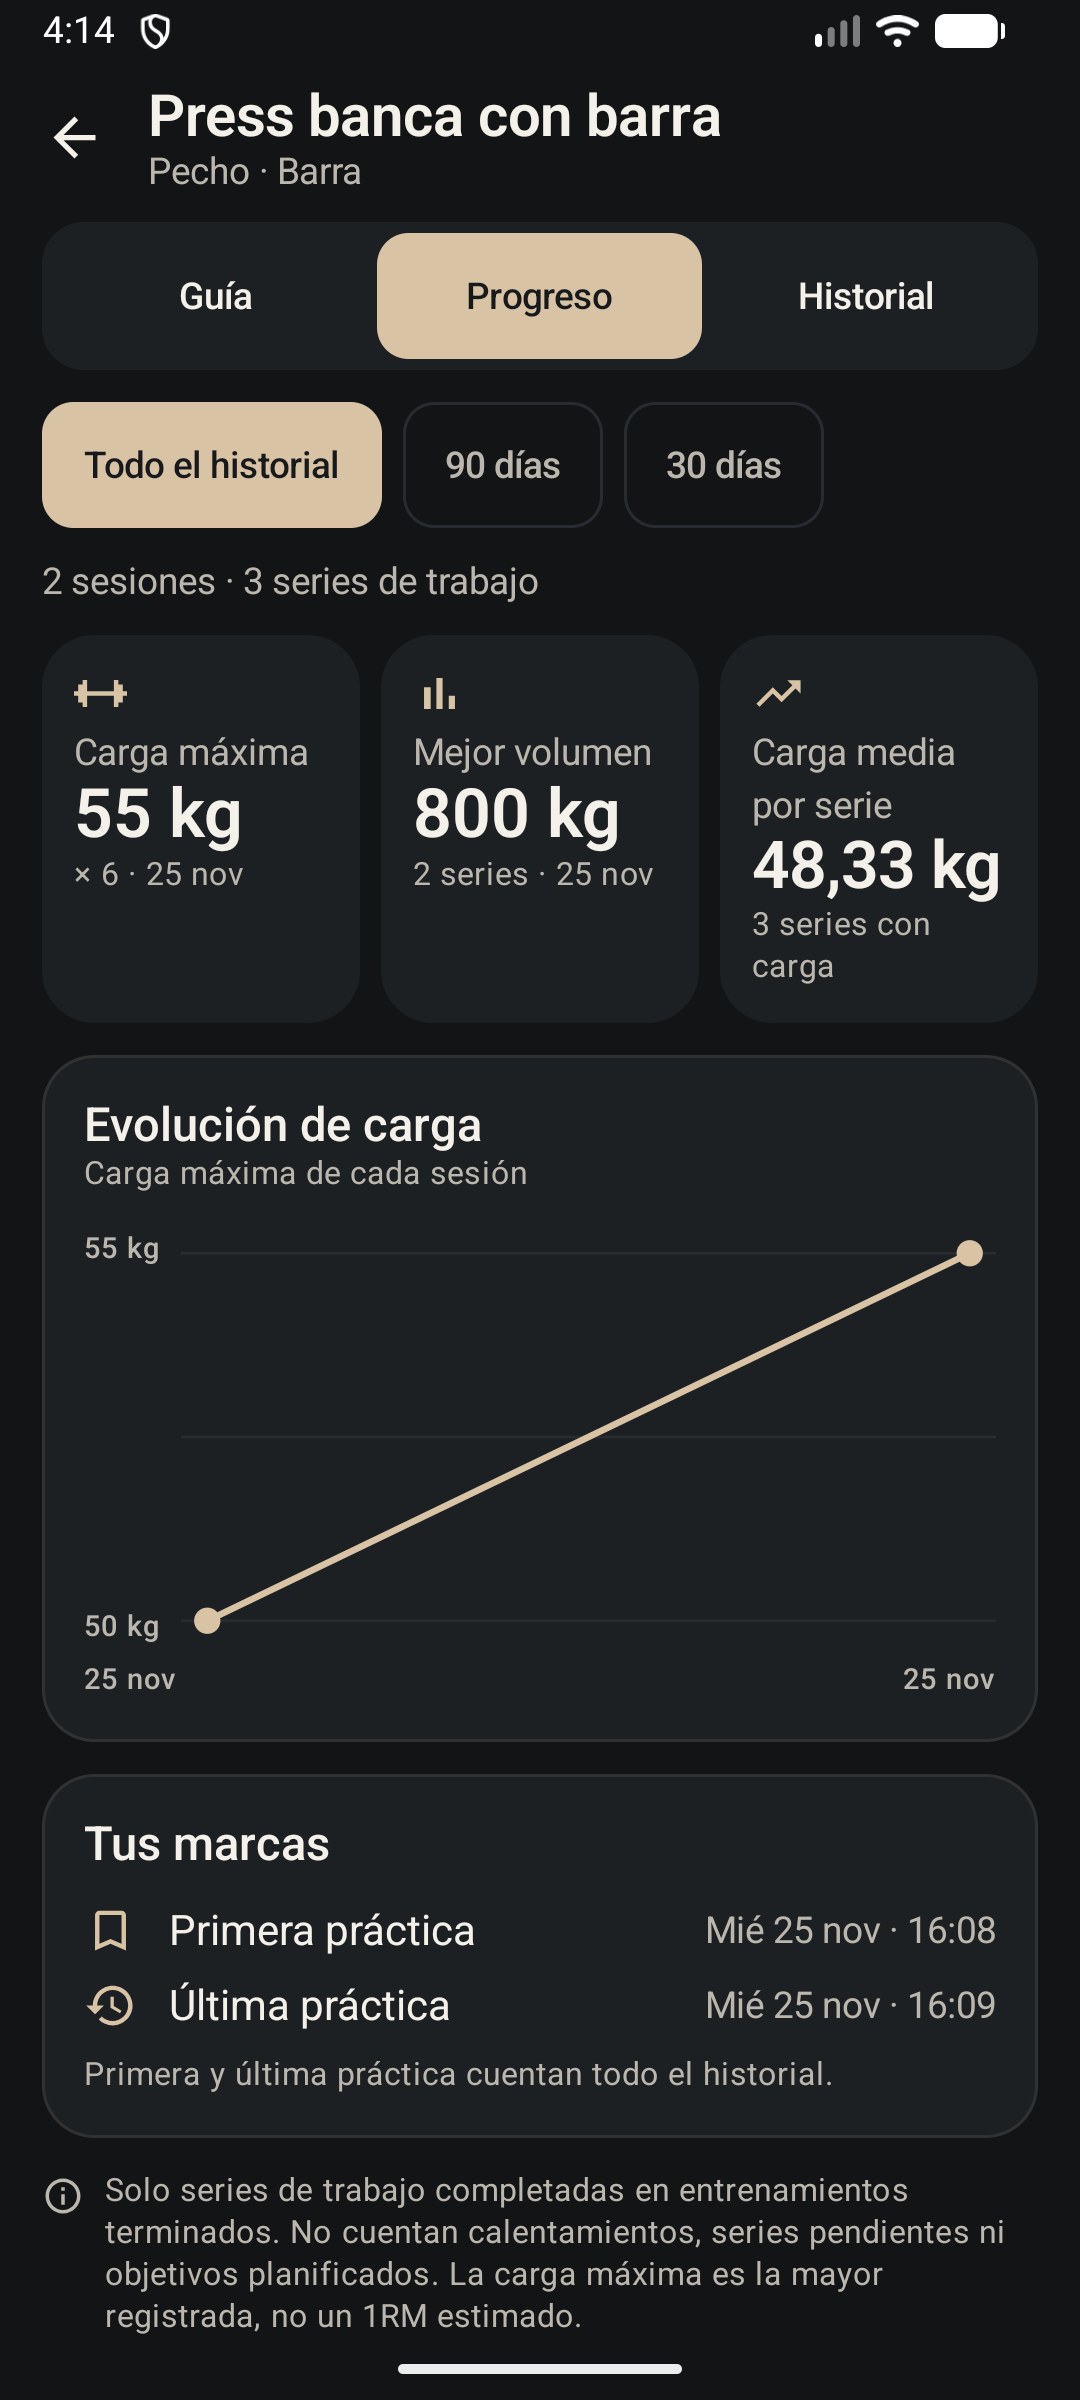 4:14
Press banca con barra
Pecho · Barra
Guía
Progreso
Historial
Todo el historial
90 días
30 días
2 sesiones · 3 series de trabajo
Carga máxima
55 kg
× 6 · 25 nov
Mejor volumen
800 kg
2 series · 25 nov
Carga media
por serie
48,33 kg
3 series con
carga
Evolución de carga
Carga máxima de cada sesión
55 kg
50 kg
25 nov
25 nov
Tus marcas
Primera práctica
Mié 25 nov · 16:08
Última práctica
Mié 25 nov · 16:09
Primera y última práctica cuentan todo el historial.
Solo series de trabajo completadas en entrenamientos
terminados. No cuentan calentamientos, series pendientes ni
objetivos planificados. La carga máxima es la mayor
registrada, no un 1RM estimado.